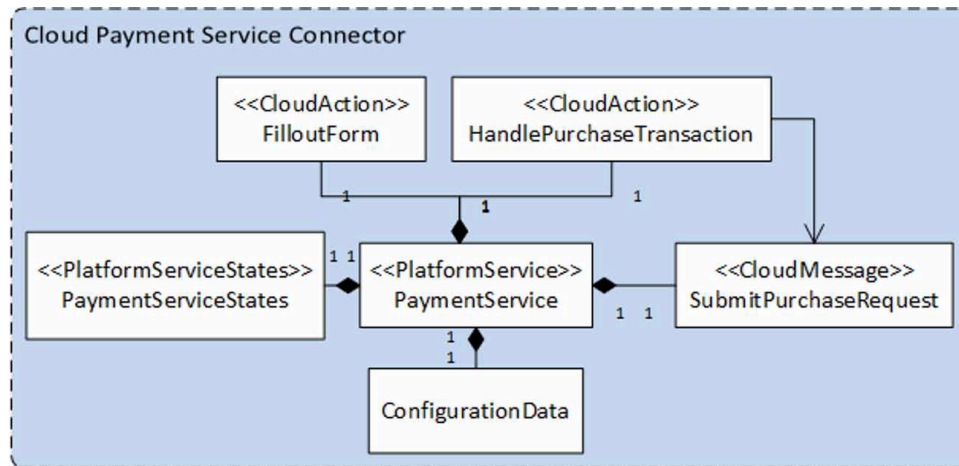 Cloud Payment Service Connector
<<CloudAction>>
FilloutForm
<<CloudAction>>
HandlePurchaseTransaction
1
1
1
<<PlatformServiceStates>>
PaymentServiceStates
1 1
<<PlatformService>>
PaymentService
1 1
<<CloudMessage>>
SubmitPurchaseRequest
1
1
ConfigurationData